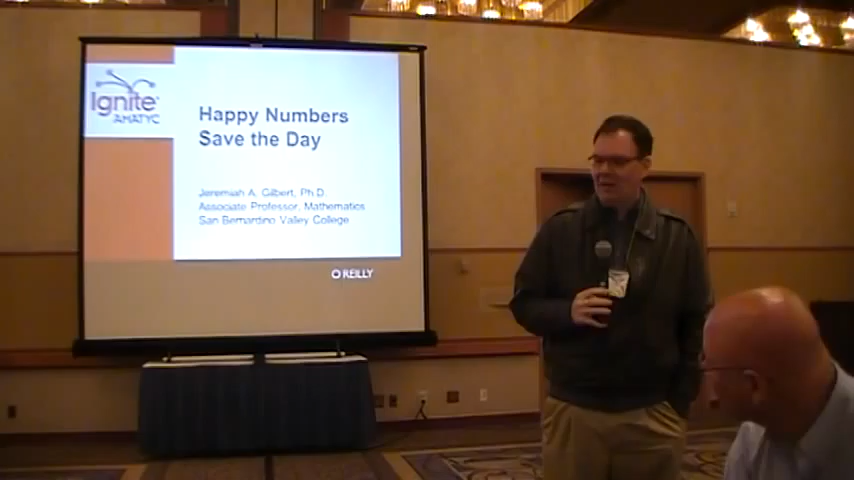 Ignite
AMATYC
Happy Numbers
Save the Day
Jeremiah A. Gilbert, Ph.D.
Associate Professor, Mathematics
San Bernardino Valley College
O'REILLY